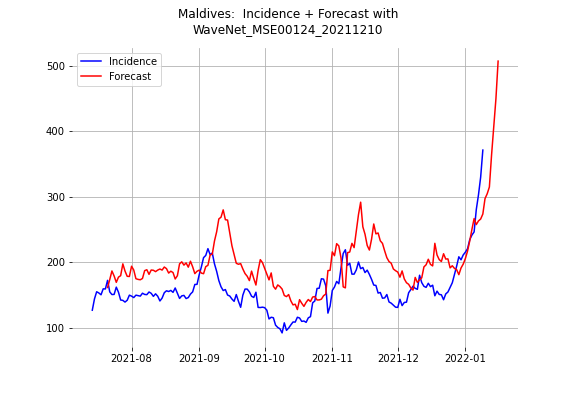 Maldives:  Incidence + Forecast with
WaveNet_MSE00124_20211210
Incidence
Forecast
500
400
300
200
100
2021-08 2021-09 2021-10 2021-11 2021-12 2022-01